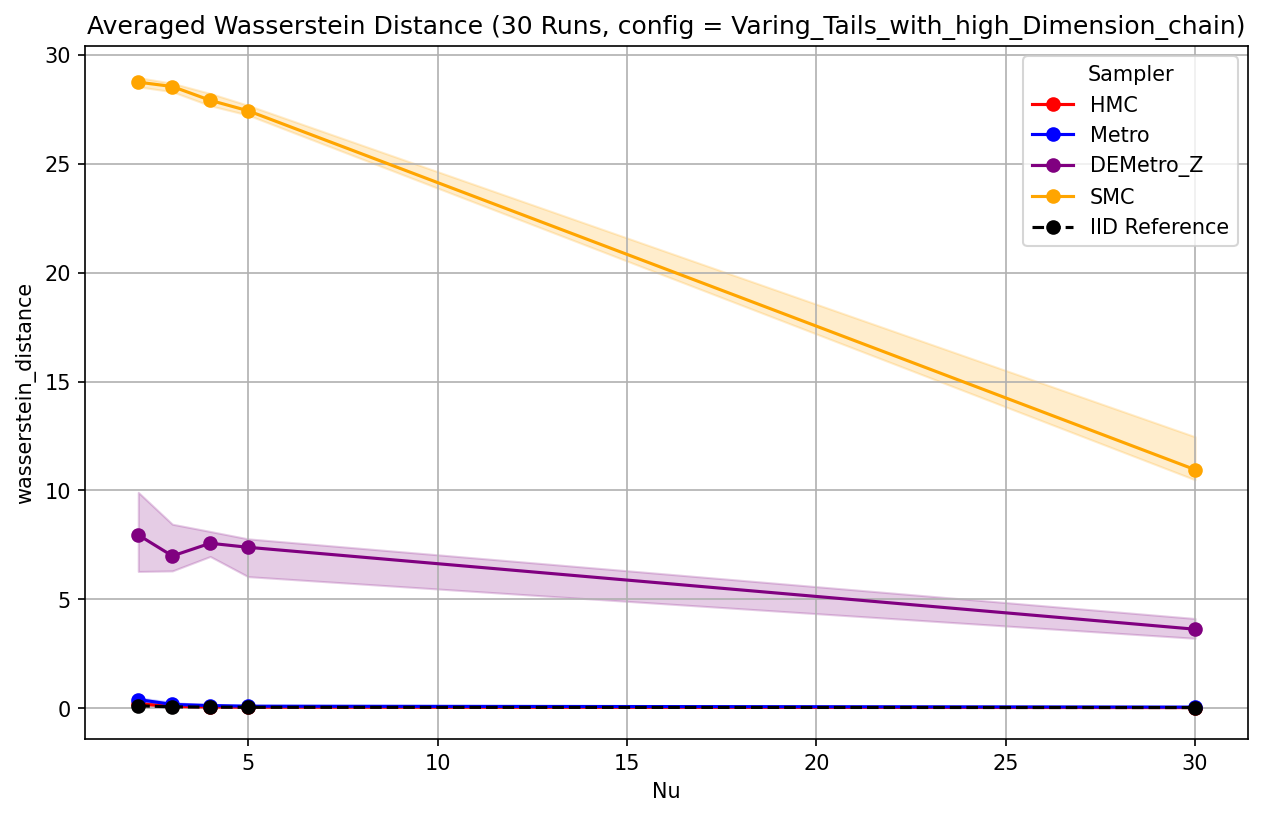 Averaged Wasserstein Distance (30 Runs, config = Varing_Tails_with_high_Dimension_chain)
wasserstein_distance
30
25
20
15
10
5
0
Sampler
HMC
Metro
DEMetro_Z
SMC
IID Reference
5
10
15
20
25
30
Nu